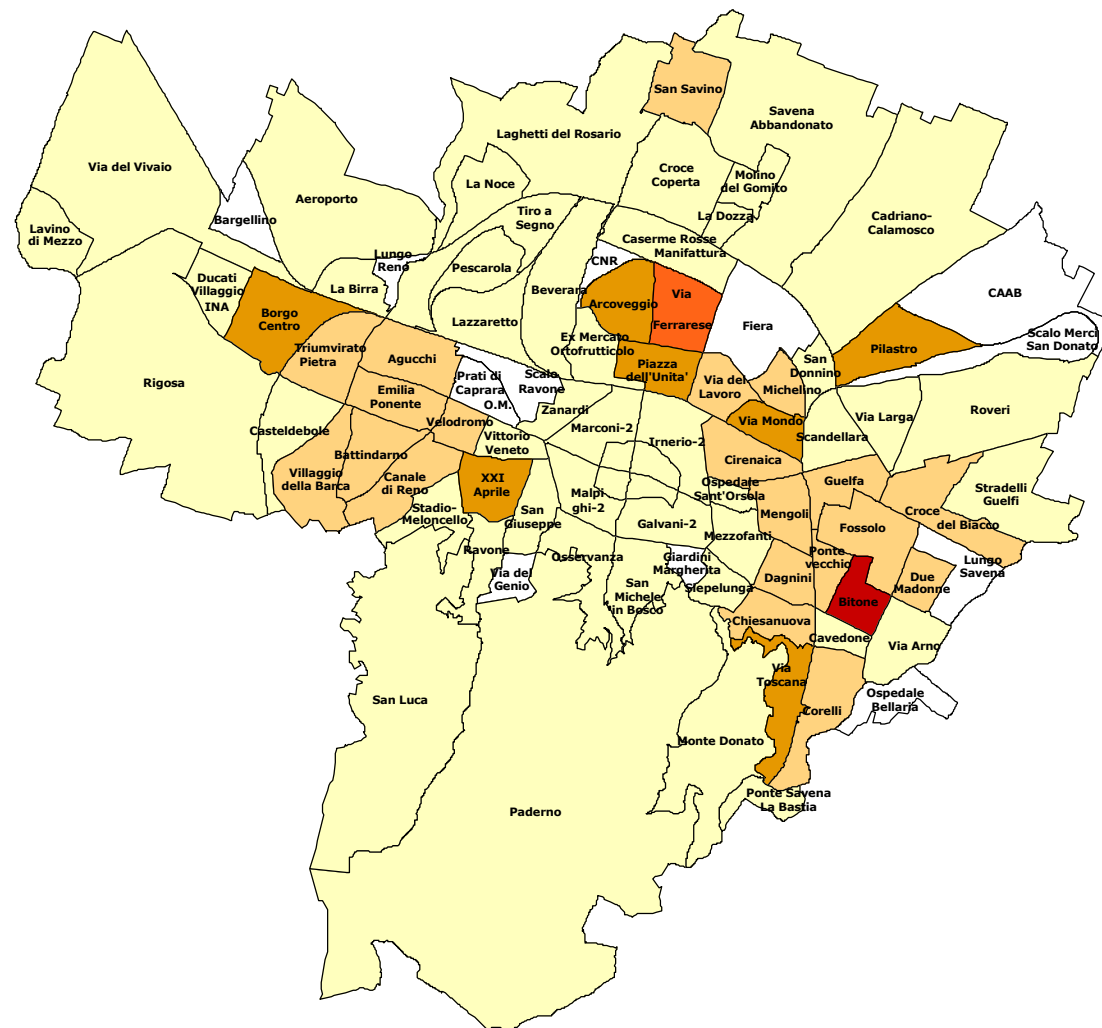 San Savino
Savena
Abbandonato
Laghetti del Rosario
Via del Vivaio
Croce
Coperta
Molino
del Gomito
La Noce
Aeroporto
Bargellino
Tiro a
Segno
La Dozza
Cadriano-
Calamosco
Lavino
di Mezzo
Caserme Rosse
Manifattura
Lungo
Reno
CNR
Pescarola
Ducati
Villaggio
INA
La Birra
Beverara
Arcoveggio
Via
Ferrarese
CAAB
Borgo
Centro
Lazzaretto
Fiera
Scalo Merci
San Donato
Ex Mercato
Ortofrutticolo
Triumvirato
Pietra
Agucchi
Pilastro
Piazza
dell'Unita'
San
Donnino
Prati di
Caprara
O.M.
Scalo
Ravone
Via del
Lavoro
Michelino
Rigosa
Emilia
Ponente
Zanardi
Via Larga
Roveri
Velodromo
Marconi-2
Via Mondo
Casteldebole
Vittorio
Veneto
Irnerio-2
Scandellara
Battindarno
Cirenaica
Villaggio
della Barca
Canale
di Reno
XXI
Aprile
Ospedale
Sant'Orsola
Guelfa
Stradelli
Guelfi
Malpi
ghi-2
Stadio-
Meloncello
San
Giuseppe
Mengoli
Croce
del Biacco
Galvani-2
Fossolo
Mezzofanti
Ravone
Osservanza
Giardini
Margherita
Ponte
vecchio
Lungo
Savena
Via del
Genio
Dagnini
Due
Madonne
San
Michele
in Bosco
Siepelunga
Bitone
Chiesanuova
Cavedone
Via Arno
Via
Toscana
San Luca
Ospedale
Bellaria
Corelli
Monte Donato
Ponte Savena
La Bastia
Paderno